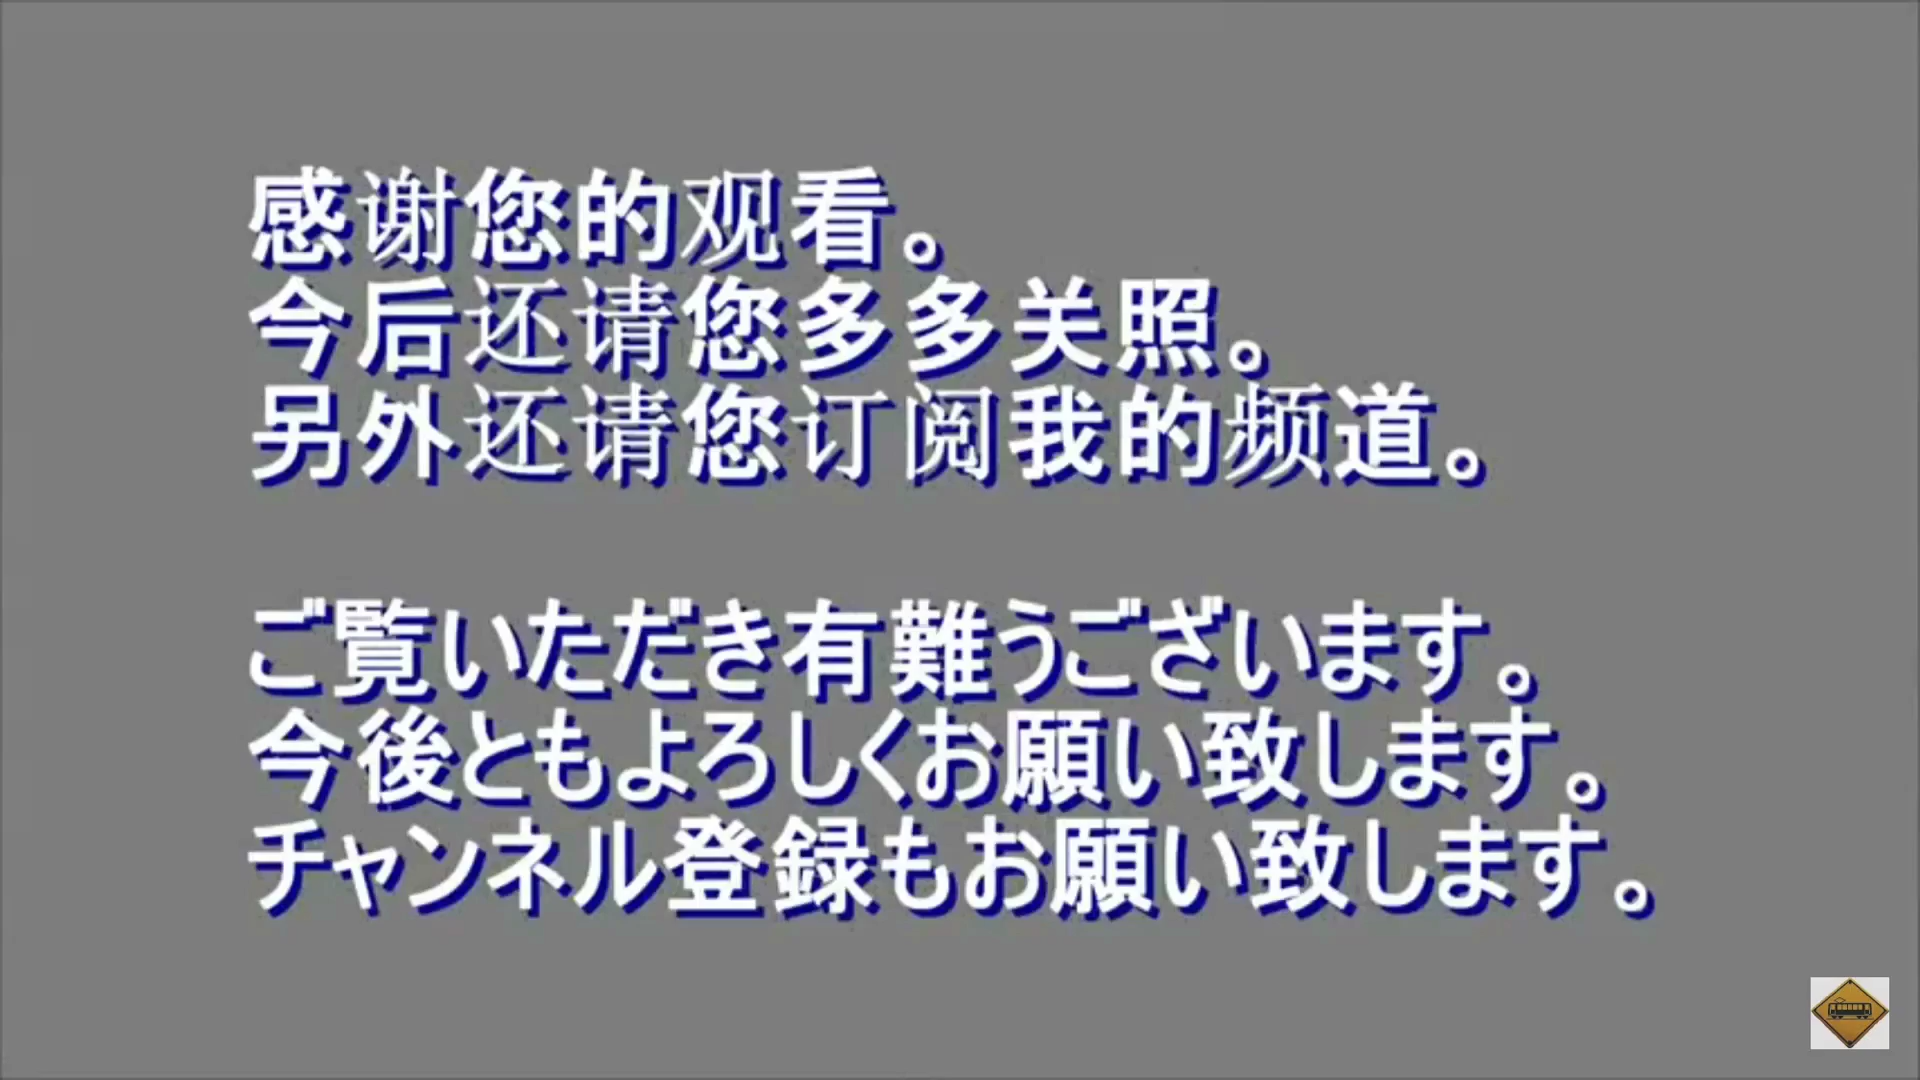 感谢您的观看。
今后还请您多多关照。
另外还请您订阅我的频道。
ご覧いただき有難うございます。
今後ともよろしくお願い致します。
チャンネル登録もお願い致します。